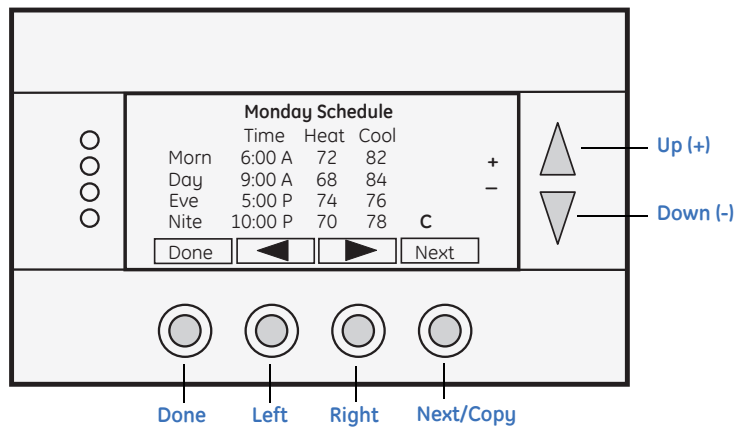 Monday Schedule
Time Heat Cool
Morn 6:00 A 72 82 +
Day 9:00 A 68 84 –
Eve 5:00 P 74 76
Nite 10:00 P 70 78 C
Done Next
Up (+)
Down (-)
Done Left Right Next/Copy